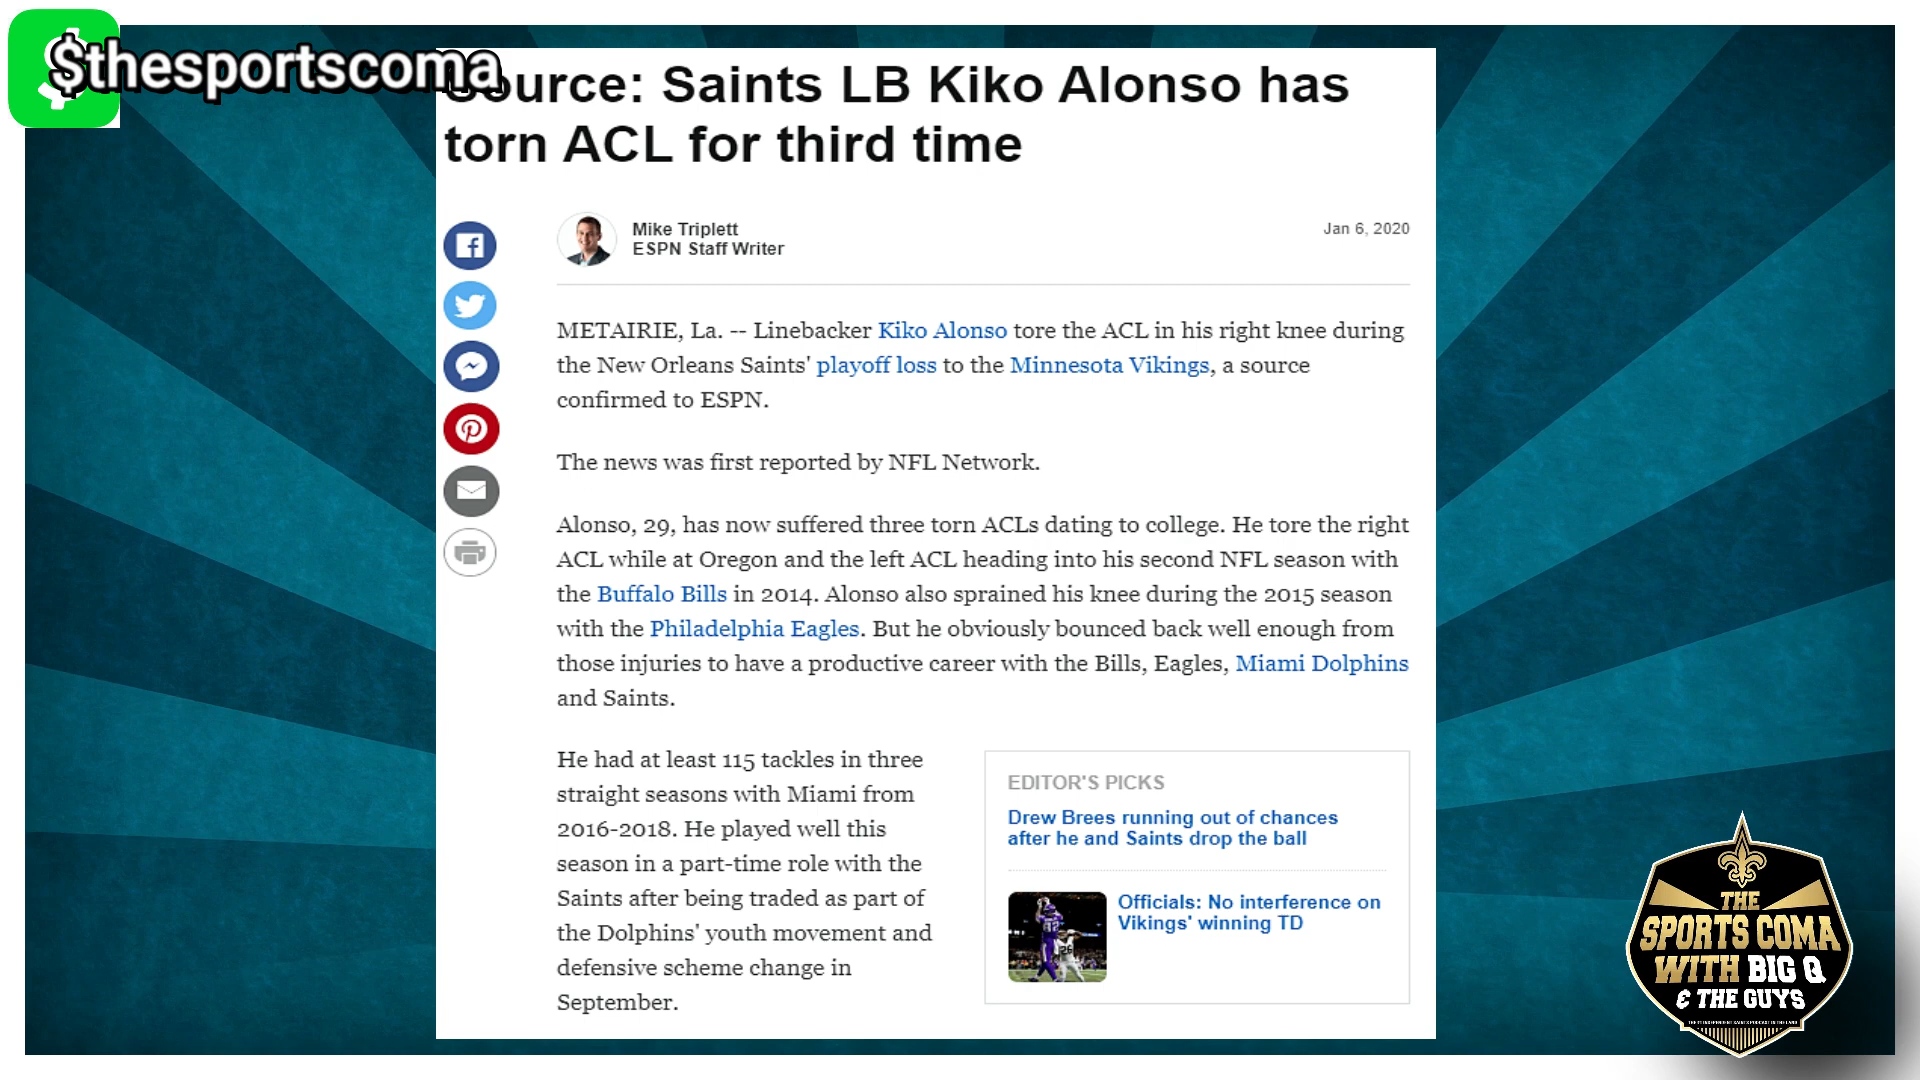 $thesportscoma
Source: Saints LB Kiko Alonso has
torn ACL for third time
Mike Triplett
ESPN Staff Writer
Jan 6, 2020
METAIRIE, La. -- Linebacker Kiko Alonso tore the ACL in his right knee during
the New Orleans Saints' playoff loss to the Minnesota Vikings, a source
confirmed to ESPN.
The news was first reported by NFL Network.
Alonso, 29, has now suffered three torn ACLs dating to college. He tore the right
ACL while at Oregon and the left ACL heading into his second NFL season with
the Buffalo Bills in 2014. Alonso also sprained his knee during the 2015 season
with the Philadelphia Eagles. But he obviously bounced back well enough from
those injuries to have a productive career with the Bills, Eagles, Miami Dolphins
and Saints.
He had at least 115 tackles in three
straight seasons with Miami from
2016-2018. He played well this
season in a part-time role with the
Saints after being traded as part of
the Dolphins' youth movement and
defensive scheme change in
September.
EDITOR'S PICKS
Drew Brees running out of chances
after he and Saints drop the ball
Officials: No interference on
Vikings' winning TD
THE
SPORTS COMA
WITH BIG Q
& THE GUYS